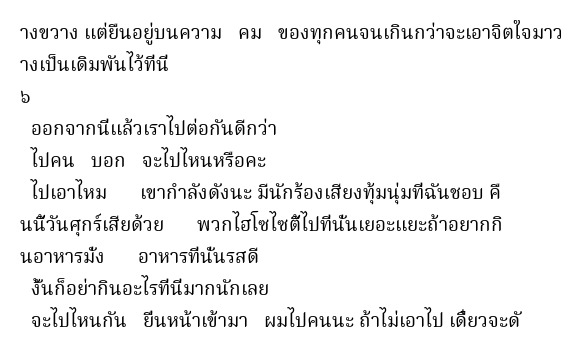 างขวาง แต่ยืนอยู่บนความ คม ของทุกคนจนเกินกว่าจะเอาจิตใจมาว
างเป็นเดิมพันไว้ที่นี่
๖
ออกจากนี่แล้วเราไปต่อกันดีกว่า
ไปคน บอก จะไปไหนหรือคะ
ไปเอาไหม เขากำลังดังนะ มีนักร้องเสียงทุ้มนุ่มที่ฉันชอบ คื
นนี้วันศุกร์เสียด้วย พวกไฮโซไซตี้ไปที่นั่นเยอะแยะถ้าอยากกิ
นอาหารมั่ง อาหารที่นั่นรสดี
งั้นก็อย่ากินอะไรที่นี่มากนักเลย
จะไปไหนกัน ยื่นหน้าเข้ามา ผมไปคนนะ ถ้าไม่เอาไป เดี๋ยวจะดั